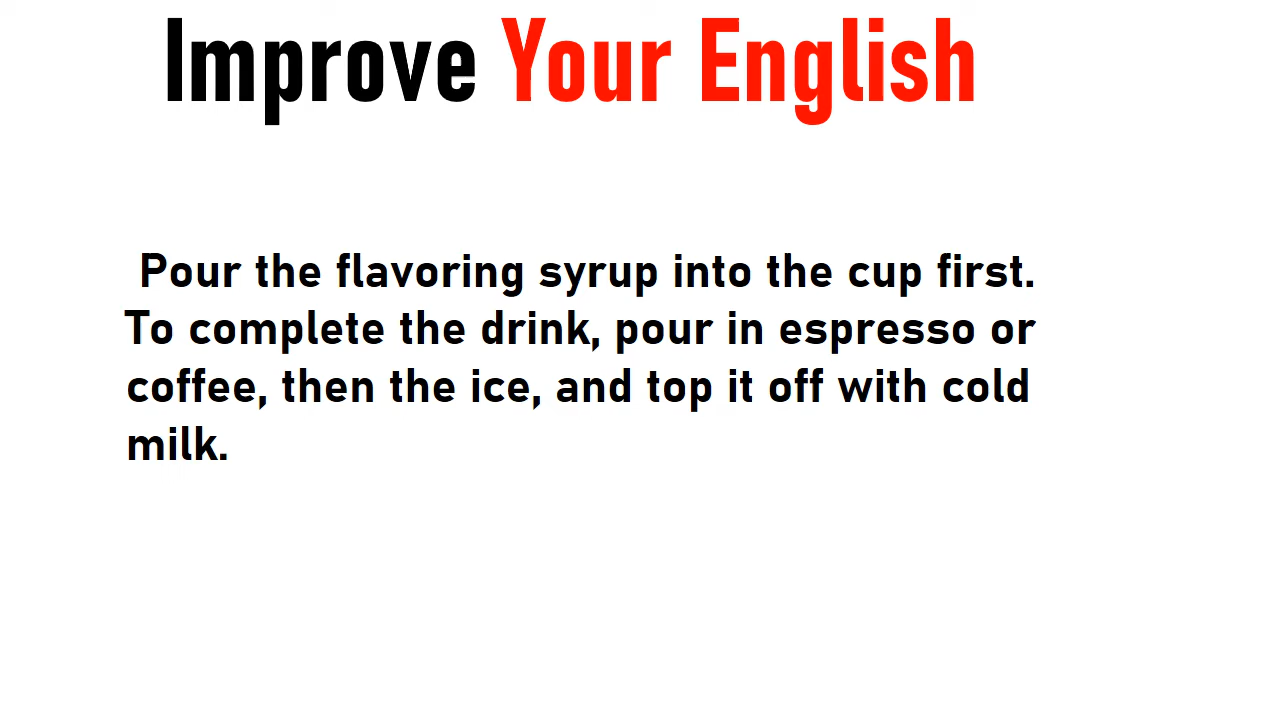 Improve Your English
Pour the flavoring syrup into the cup first.
To complete the drink, pour in espresso or
coffee, then the ice, and top it off with cold
milk.